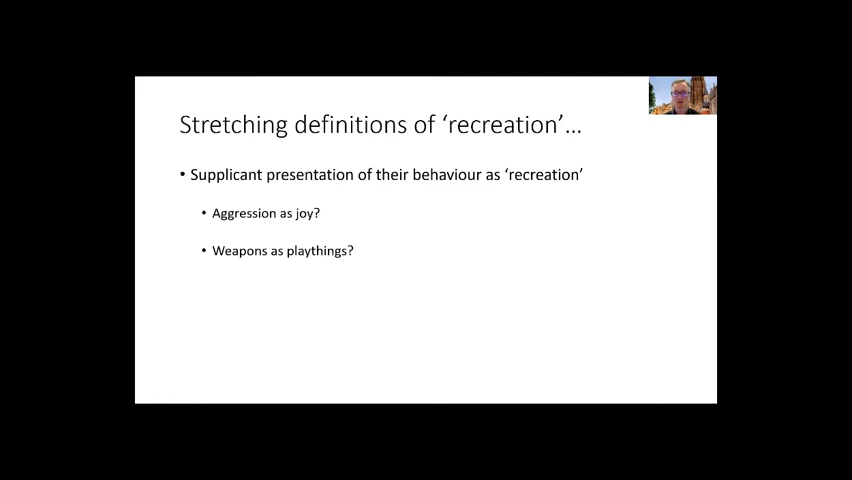 Stretching definitions of ‘recreation’…
• Supplicant presentation of their behaviour as ‘recreation’
• Aggression as joy?
• Weapons as playthings?